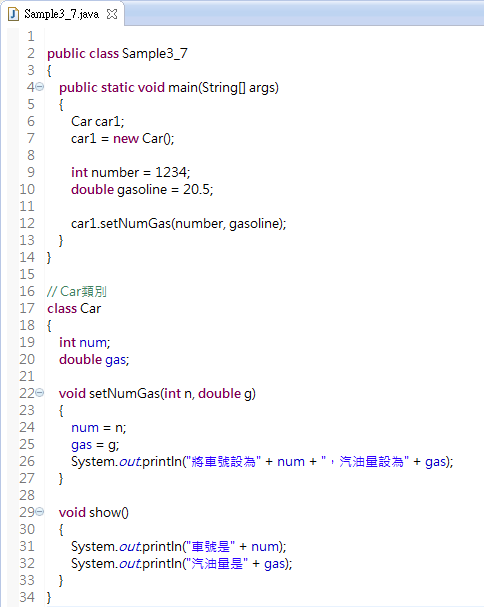 Sample3_7.java
1
2 public class Sample3_7
3 {
4 public static void main(String[] args)
5 {
6 Car car1;
7 car1 = new Car();
8
9 int number = 1234;
10 double gasoline = 20.5;
11
12 car1.setNumGas(number, gasoline);
13 }
14 }
15
16 // Car類別
17 class Car
18 {
19 int num;
20 double gas;
21
22 void setNumGas(int n, double g)
23 {
24 num = n;
25 gas = g;
26 System.out.println("將車號設為" + num + "，汽油量設為" + gas);
27 }
28
29 void show()
30 {
31 System.out.println("車號是" + num);
32 System.out.println("汽油量是" + gas);
33 }
34 }